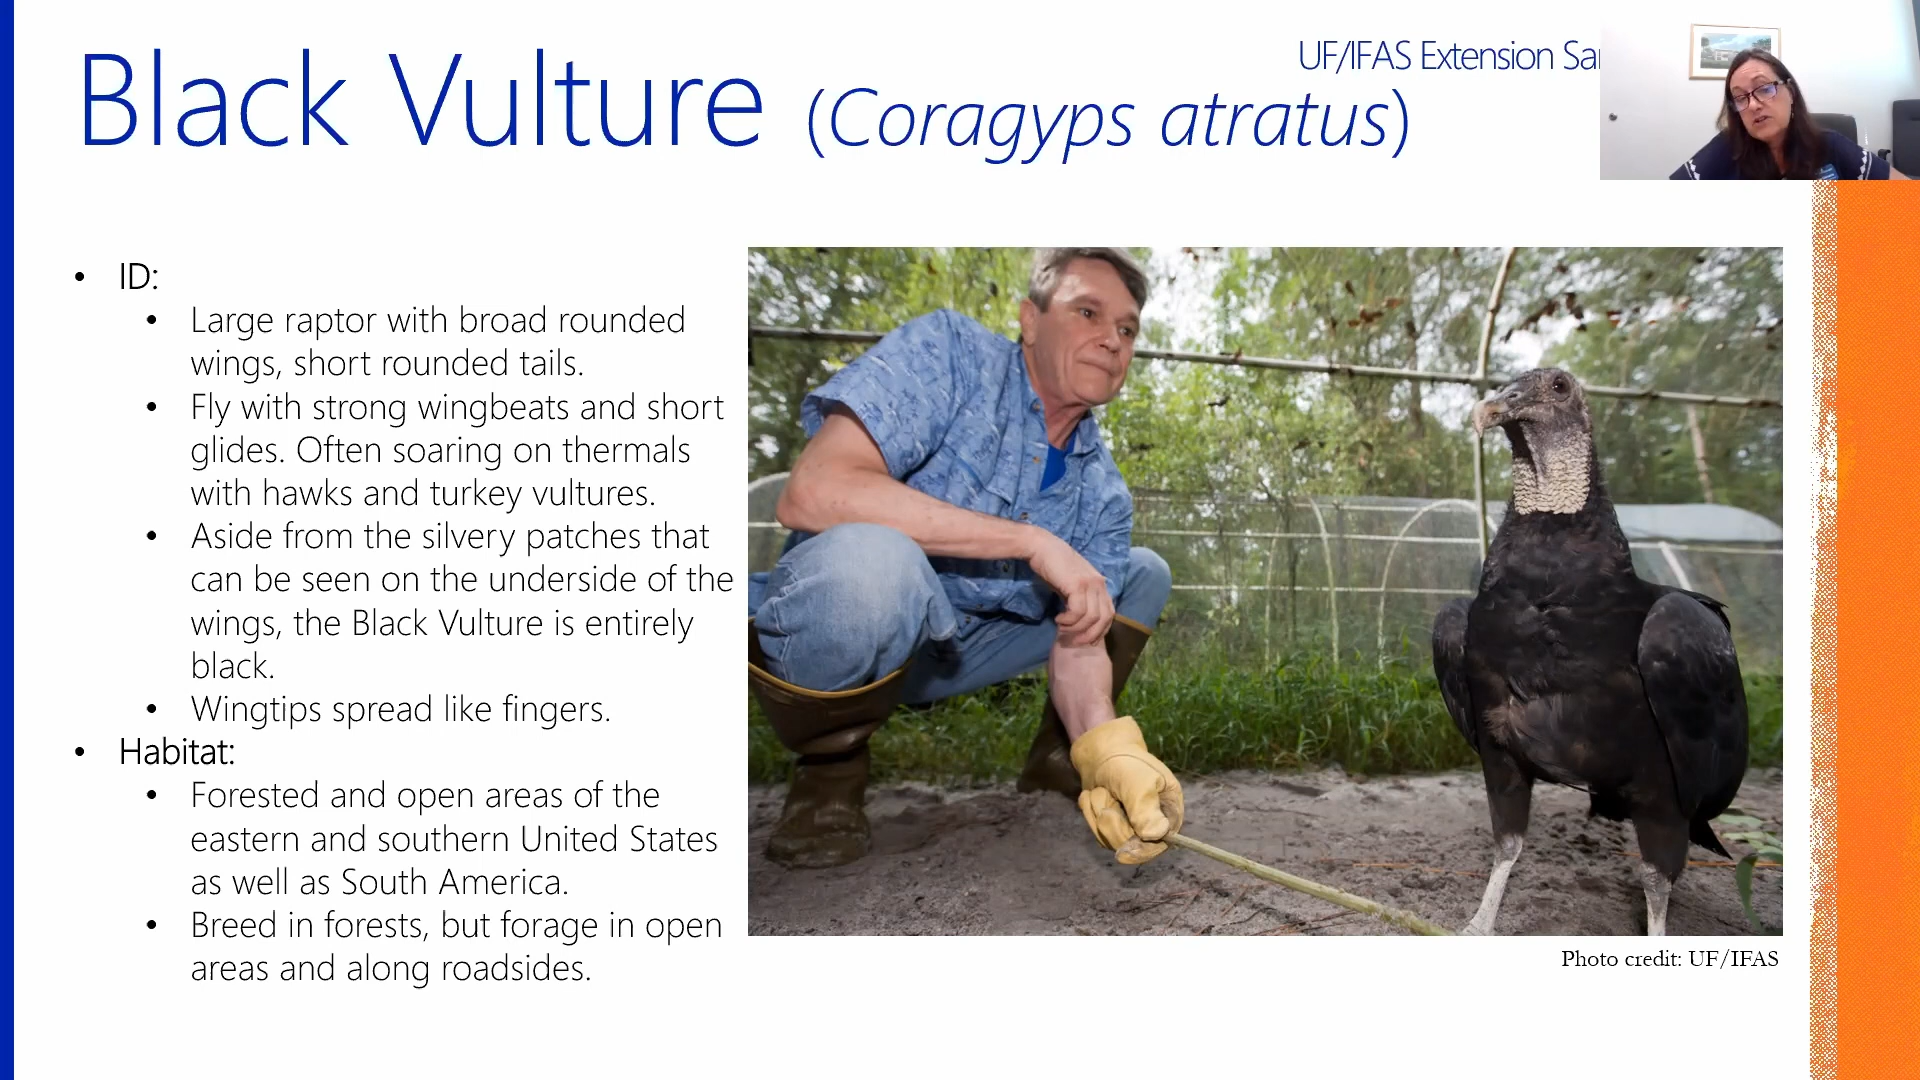 UF/IFAS Extension
Black Vulture (Coragyps atratus)
• ID:
• Large raptor with broad rounded
wings, short rounded tails.
• Fly with strong wingbeats and short
glides. Often soaring on thermals
with hawks and turkey vultures.
• Aside from the silvery patches that
can be seen on the underside of the
wings, the Black Vulture is entirely
black.
• Wingtips spread like fingers.
• Habitat:
• Forested and open areas of the
eastern and southern United States
as well as South America.
• Breed in forests, but forage in open
areas and along roadsides.
Photo credit: UF/IFAS